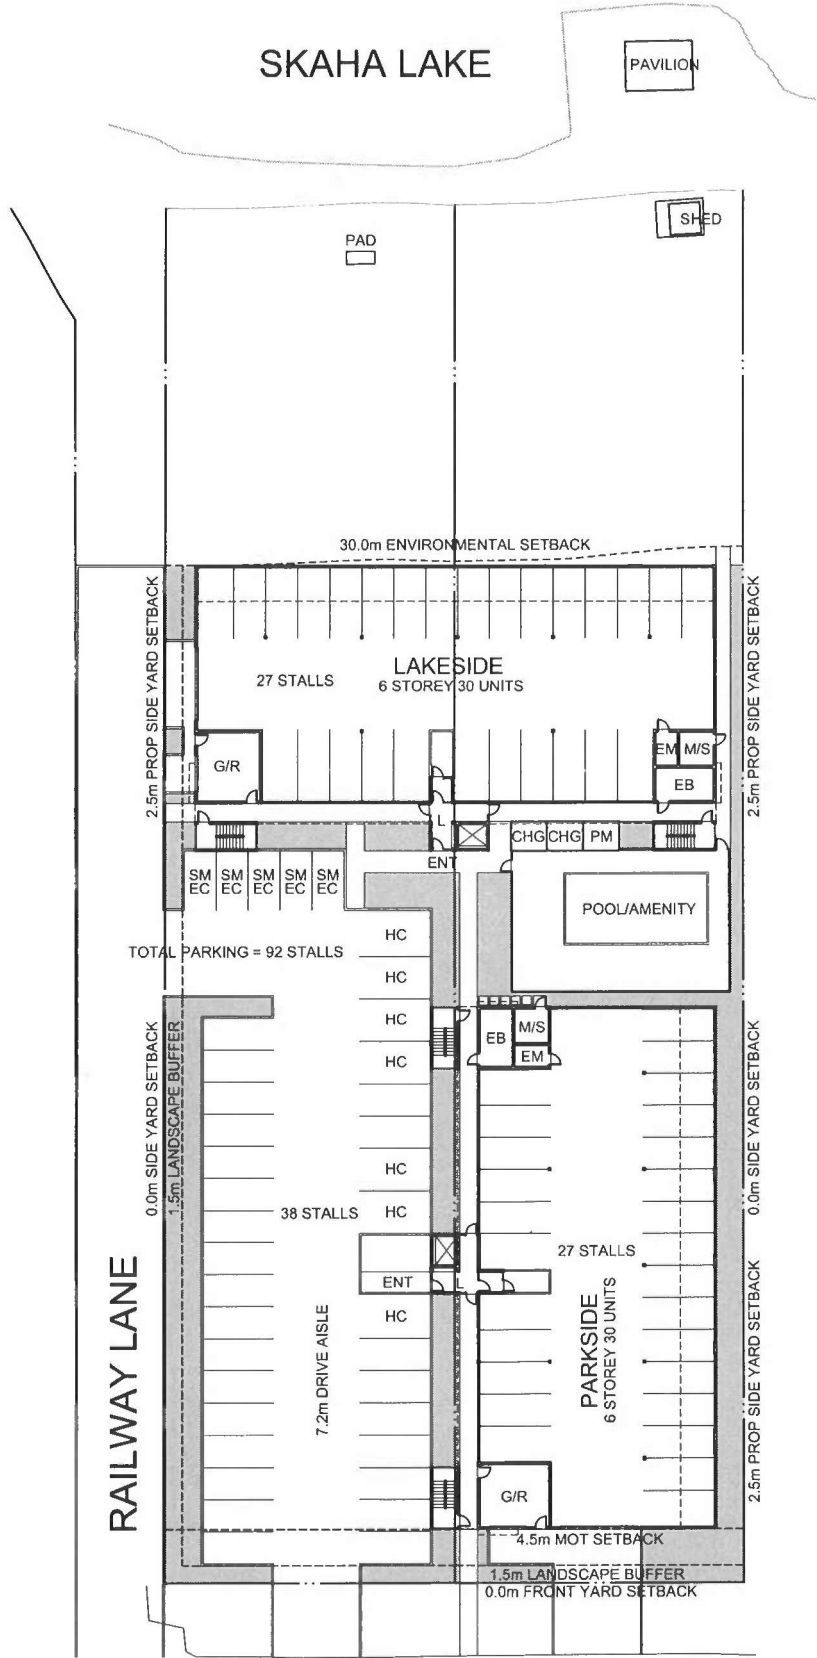 SKAHA LAKE
PAVILION
SHED
PAD
30.0m ENVIRONMENTAL SETBACK
2.5m PROP SIDE YARD SETBACK
2.5m PROP SIDE YARD SETBACK
LAKESIDE
27 STALLS
6 STOREY 30 UNITS
G/R
EM
M/S
EB
L
CHG
CHG
PM
ENT
SM
EC
SM
EC
SM
EC
SM
EC
SM
EC
POOL/AMENITY
HC
TOTAL PARKING = 92 STALLS
HC
HC
HC
EB
M/S
EM
0.0m SIDE YARD SETBACK
1.5m LANDSCAPE BUFFER
0.0m SIDE YARD SETBACK
HC
HC
38 STALLS
27 STALLS
ENT
L
HC
7.2m DRIVE AISLE
PARKSIDE
6 STOREY 30 UNITS
2.5m PROP SIDE YARD SETBACK
RAILWAY LANE
G/R
4.5m MOT SETBACK
1.5m LANDSCAPE BUFFER
0.0m FRONT YARD SETBACK